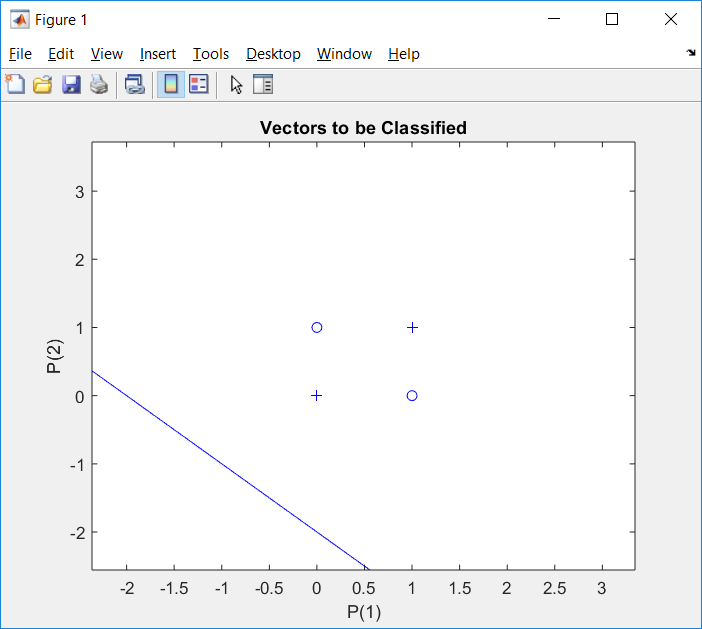 Figure 1
File Edit View Insert Tools Desktop Window Help
Vectors to be Classified
3
2
1
0
-1
-2
P(2)
-2 -1.5 -1 -0.5 0 0.5 1 1.5 2 2.5 3
P(1)